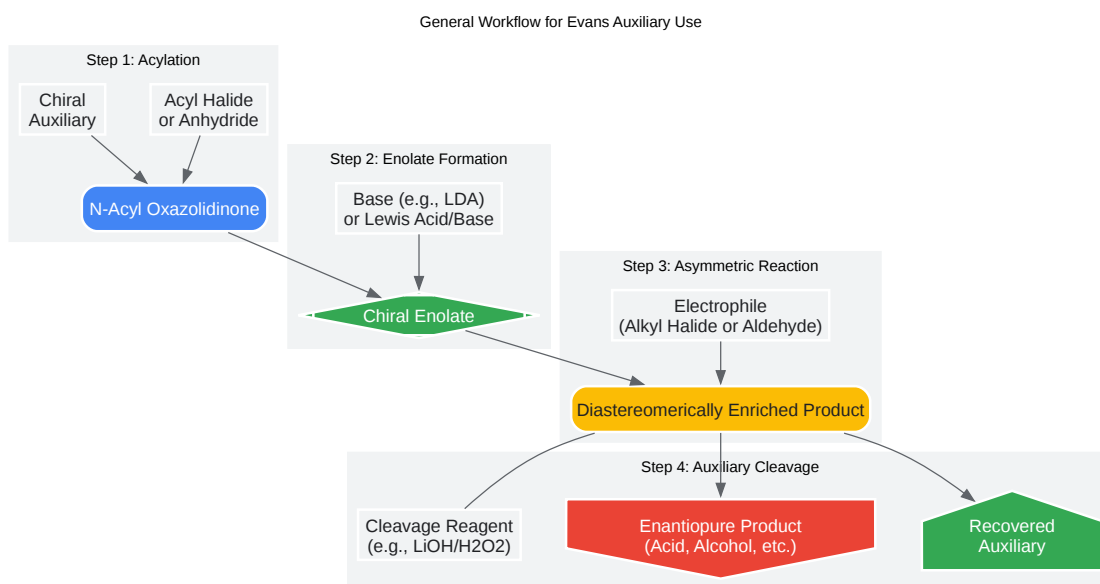 General Workflow for Evans Auxiliary Use
Step 1: Acylation
Chiral
Auxiliary
Acyl Halide
or Anhydride
N-Acyl Oxazolidinone
Step 2: Enolate Formation
Base (e.g., LDA)
or Lewis Acid/Base
Chiral Enolate
Step 3: Asymmetric Reaction
Electrophile
(Alkyl Halide or Aldehyde)
Diastereomerically Enriched Product
Step 4: Auxiliary Cleavage
Cleavage Reagent
(e.g., LiOH/H2O2)
Enantiopure Product
(Acid, Alcohol, etc.)
Recovered
Auxiliary